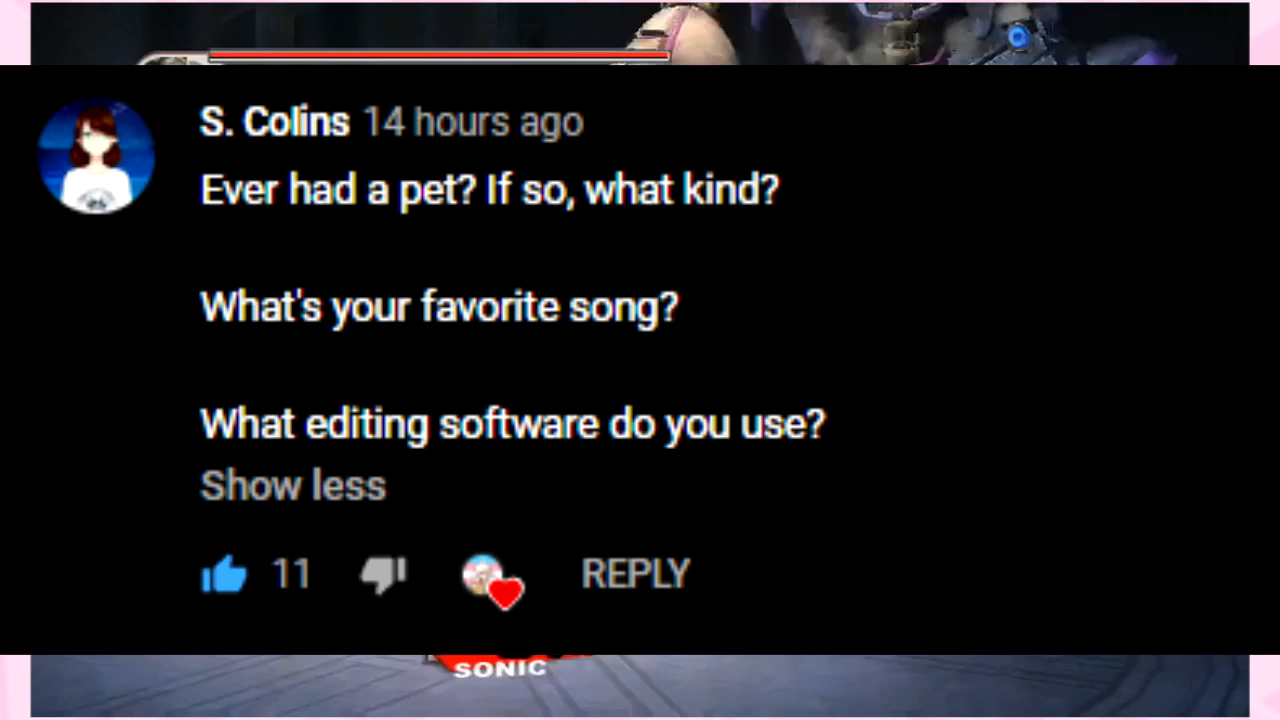 S. Colins 14 hours ago
Ever had a pet? If so, what kind?
What's your favorite song?
What editing software do you use?
Show less
11 REPLY
SONIC